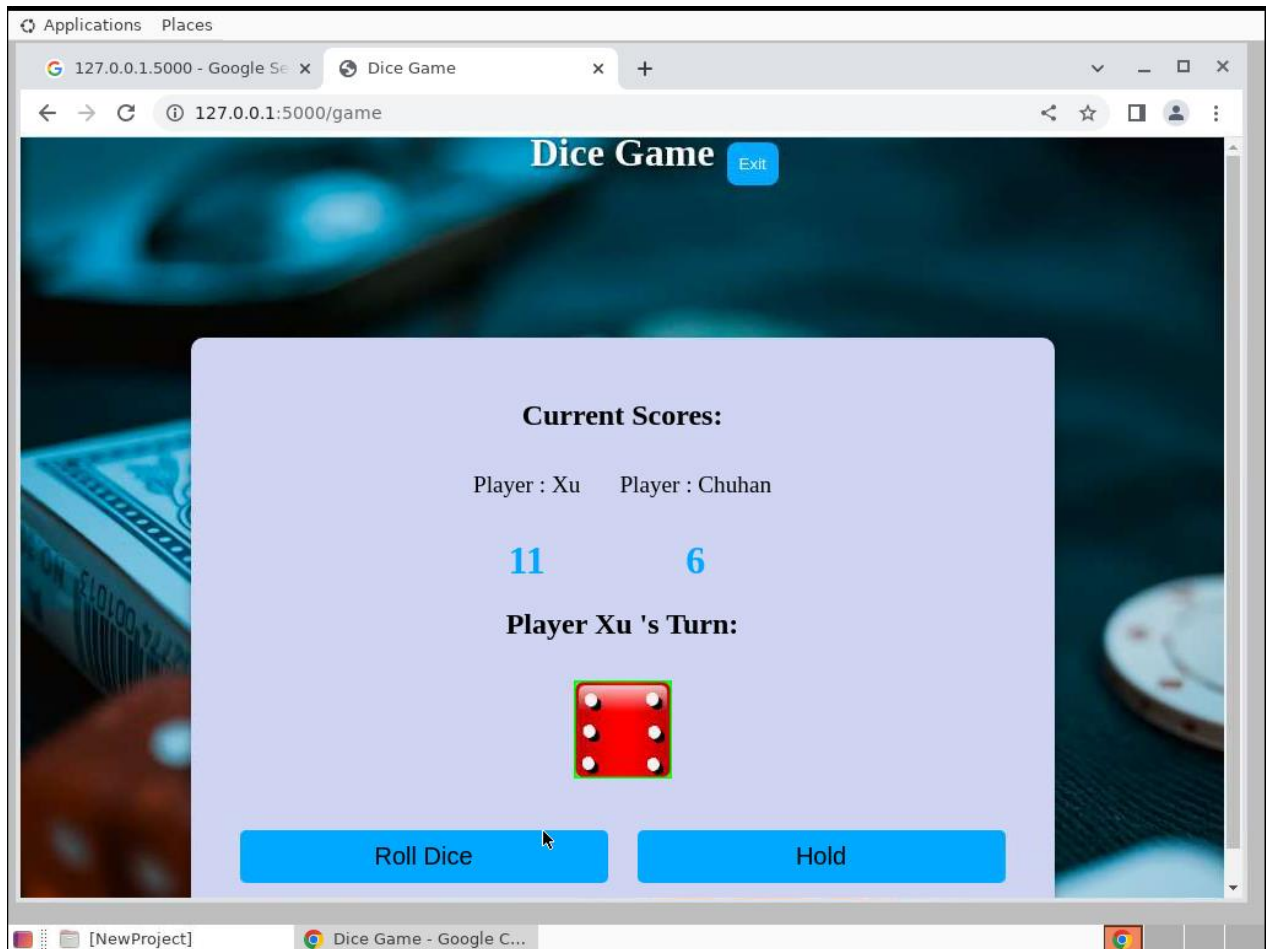 Applications Places
127.0.0.1.5000 - Google Se
Dice Game
127.0.0.1:5000/game
Dice Game Exit
Current Scores:
Player : Xu Player : Chuhan
11 6
Player Xu 's Turn:
Roll Dice Hold
[NewProject] Dice Game - Google C...